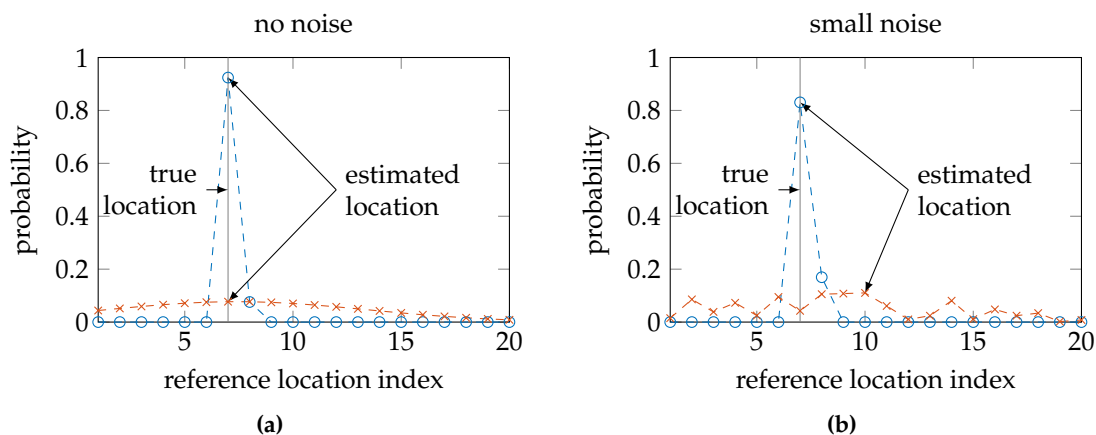 no noise
1
0.8
0.6
0.4
0.2
0
probability
true
location
estimated
location
5
10
15
20
reference location index
(a)
small noise
1
0.8
0.6
0.4
0.2
0
probability
true
location
estimated
location
5
10
15
20
reference location index
(b)